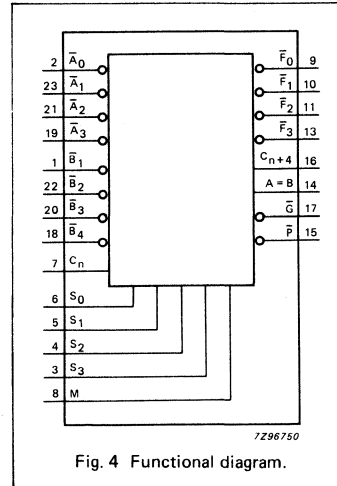 2 A̅0
23 A̅1
21 A̅2
19 A̅3
1 B̅1
22 B̅2
20 B̅3
18 B̅4
7 Cn
6 S0
5 S1
4 S2
3 S3
8 M
F̅0 9
F̅1 10
F̅2 11
F̅3 13
Cn+4 16
A = B 14
G̅ 17
P̅ 15
7Z96750
Fig. 4 Functional diagram.